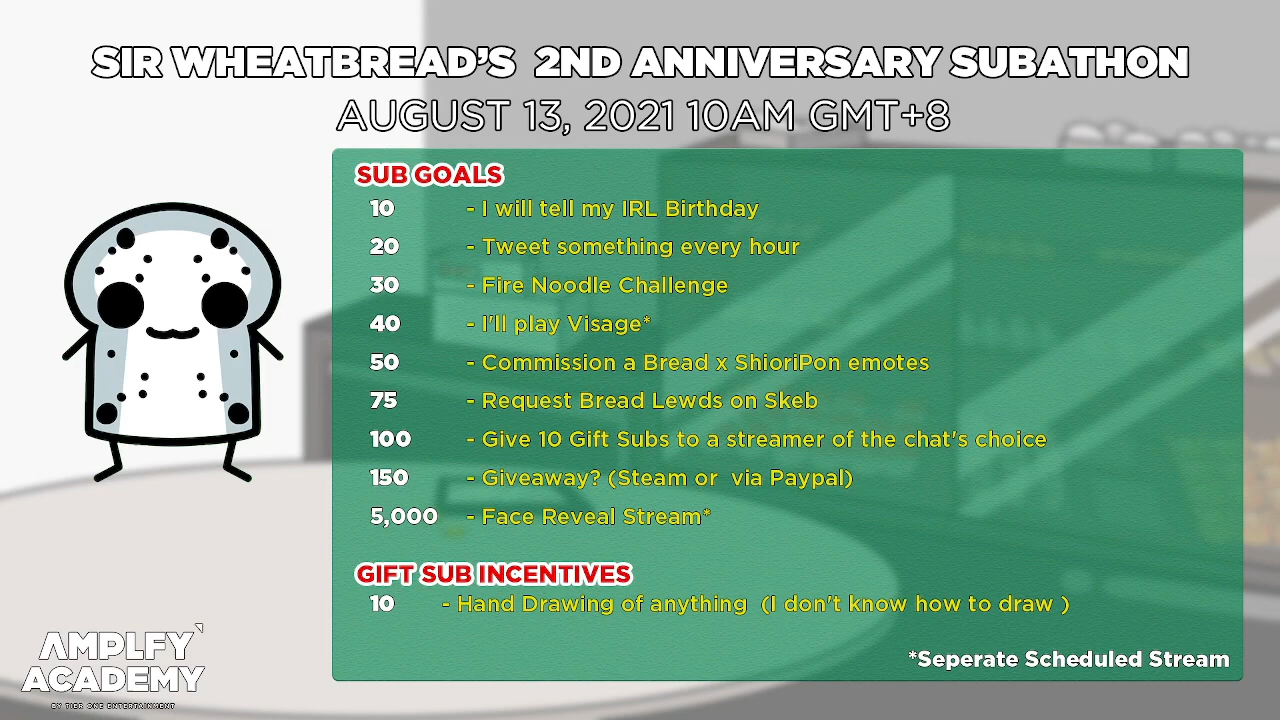 SIR WHEATBREAD'S 2ND ANNIVERSARY SUBATHON
AUGUST 13, 2021 10AM GMT+8
SUB GOALS
10 - I will tell my IRL Birthday
20 - Tweet something every hour
30 - Fire Noodle Challenge
40 - I'll play Visage*
50 - Commission a Bread x ShioriPon emotes
75 - Request Bread Lewds on Skeb
100 - Give 10 Gift Subs to a streamer of the chat's choice
150 - Giveaway? (Steam or via Paypal)
5,000 - Face Reveal Stream*
GIFT SUB INCENTIVES
10 - Hand Drawing of anything (I don't know how to draw )
*Seperate Scheduled Stream
AMPLFY
ACADEMY
BY TIER ONE ENTERTAINMENT